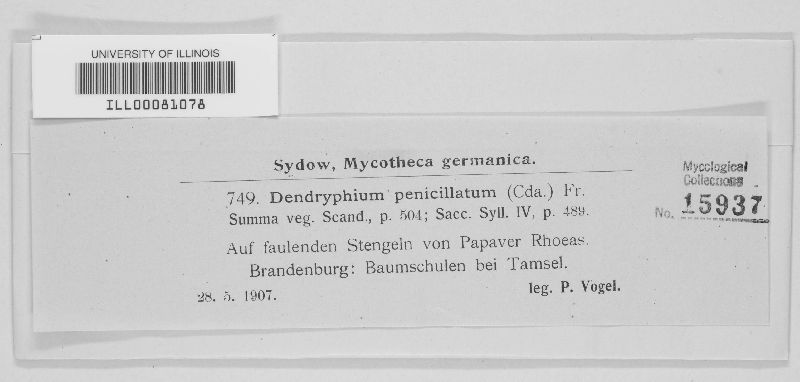 UNIVERSITY OF ILLINOIS
ILL00081078
Sydow, Mycotheca germanica.
749. Dendryphium penicillatum (Cda.) Fr.
Summa veg. Scand., p. 504; Sacc. Syll. IV, p. 489.
Auf faulenden Stengeln von Papaver Rhoeas.
Brandenburg: Baumschulen bei Tamsel.
28. 5. 1907.
leg. P. Vogel.
Mycological
Collections
No. 15937